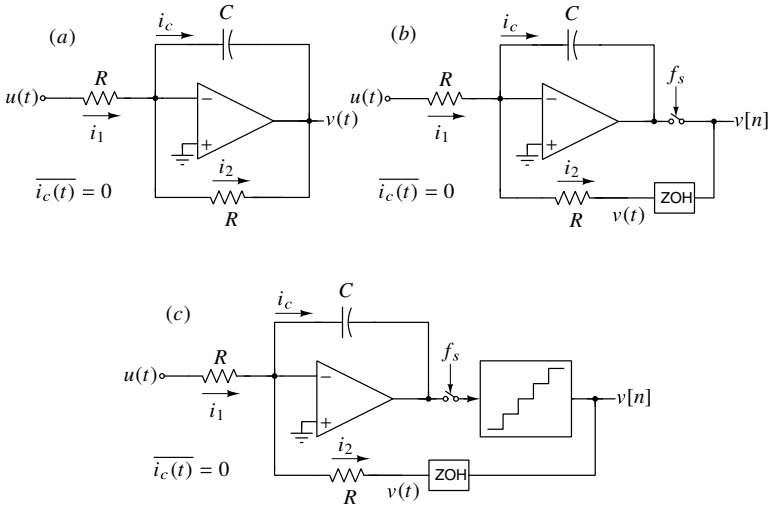 (a)
i_c
C
u(t)
R
i_1
−
+
v(t)
i_2
R
\overline{i_c(t)} = 0
(b)
i_c
C
u(t)
R
i_1
−
+
f_s
v[n]
i_2
R
v(t)
ZOH
\overline{i_c(t)} = 0
(c)
i_c
C
u(t)
R
i_1
−
+
f_s
v[n]
i_2
R
v(t)
ZOH
\overline{i_c(t)} = 0